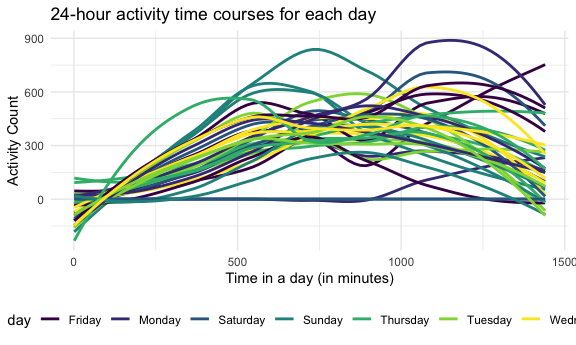 24-hour activity time courses for each day
900
600
300
0
Activity Count
0 500 1000 1500
Time in a day (in minutes)
day Friday Monday Saturday Sunday Thursday Tuesday Wedn